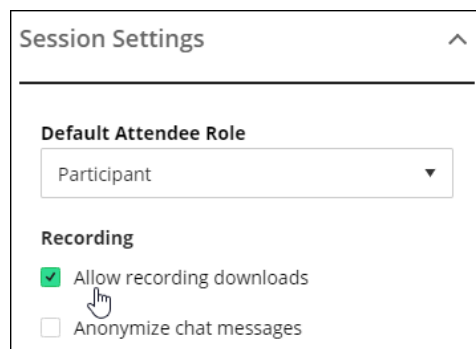 Session Settings
Default Attendee Role
Participant
Recording
Allow recording downloads
Anonymize chat messages